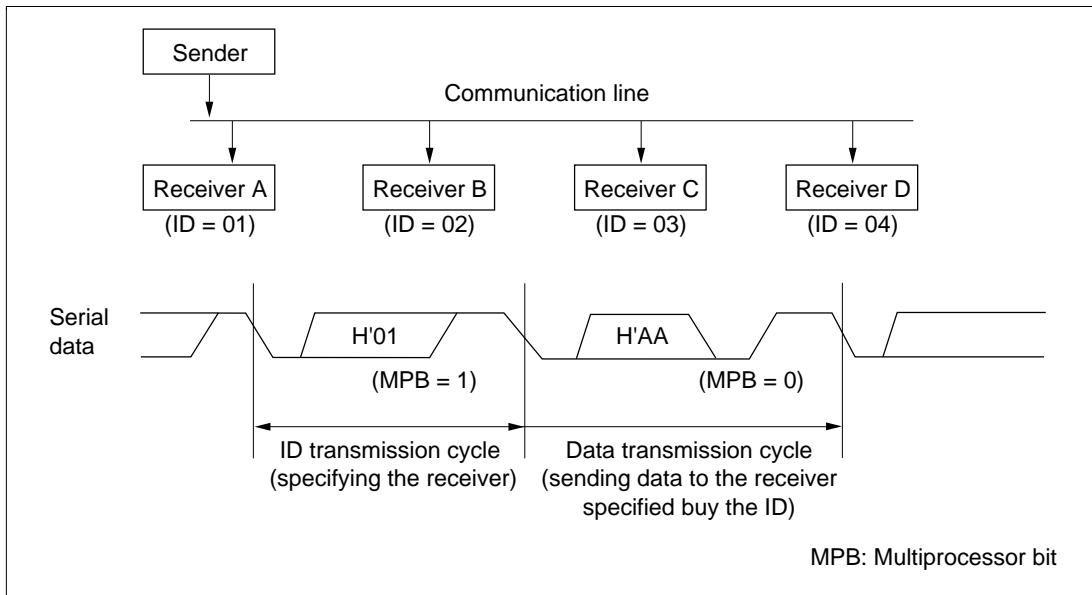 Sender
Communication line
Receiver A
Receiver B
Receiver C
Receiver D
(ID = 01)
(ID = 02)
(ID = 03)
(ID = 04)
Serial
data
H'01
H'AA
(MPB = 1)
(MPB = 0)
ID transmission cycle
(specifying the receiver)
Data transmission cycle
(sending data to the receiver
specified buy the ID)
MPB: Multiprocessor bit